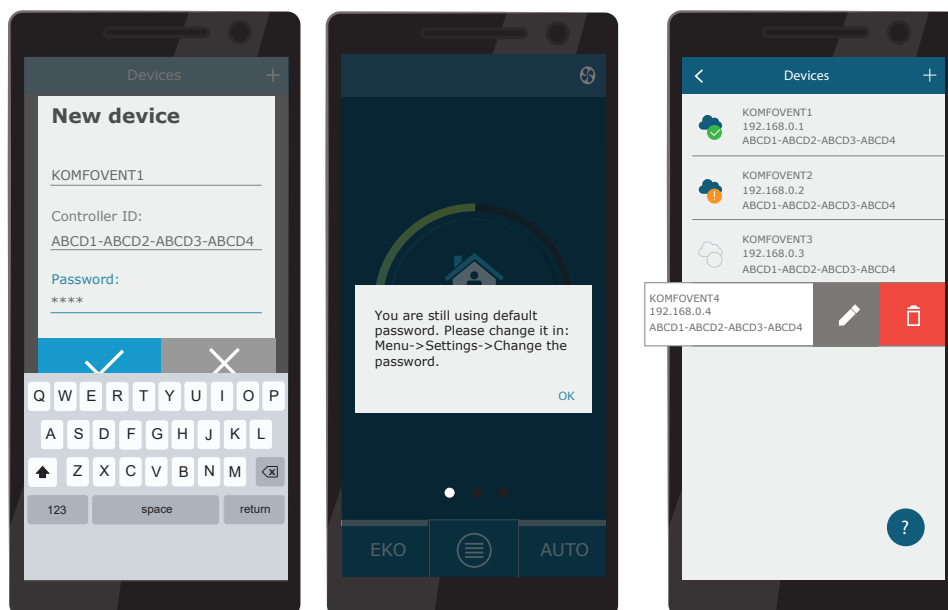 Devices +
New device
KOMFOVENT1
Controller ID:
ABCD1-ABCD2-ABCD3-ABCD4
Password:
****
Q W E R T Y U I O P
A S D F G H J K L
Z X C V B N M
123 space return
You are still using default
password. Please change it in:
Menu->Settings->Change the
password.
OK
EKO AUTO
Devices +
KOMFOVENT1
192.168.0.1
ABCD1-ABCD2-ABCD3-ABCD4
!
KOMFOVENT2
192.168.0.2
ABCD1-ABCD2-ABCD3-ABCD4
KOMFOVENT3
192.168.0.3
ABCD1-ABCD2-ABCD3-ABCD4
KOMFOVENT4
192.168.0.4
ABCD1-ABCD2-ABCD3-ABCD4
?